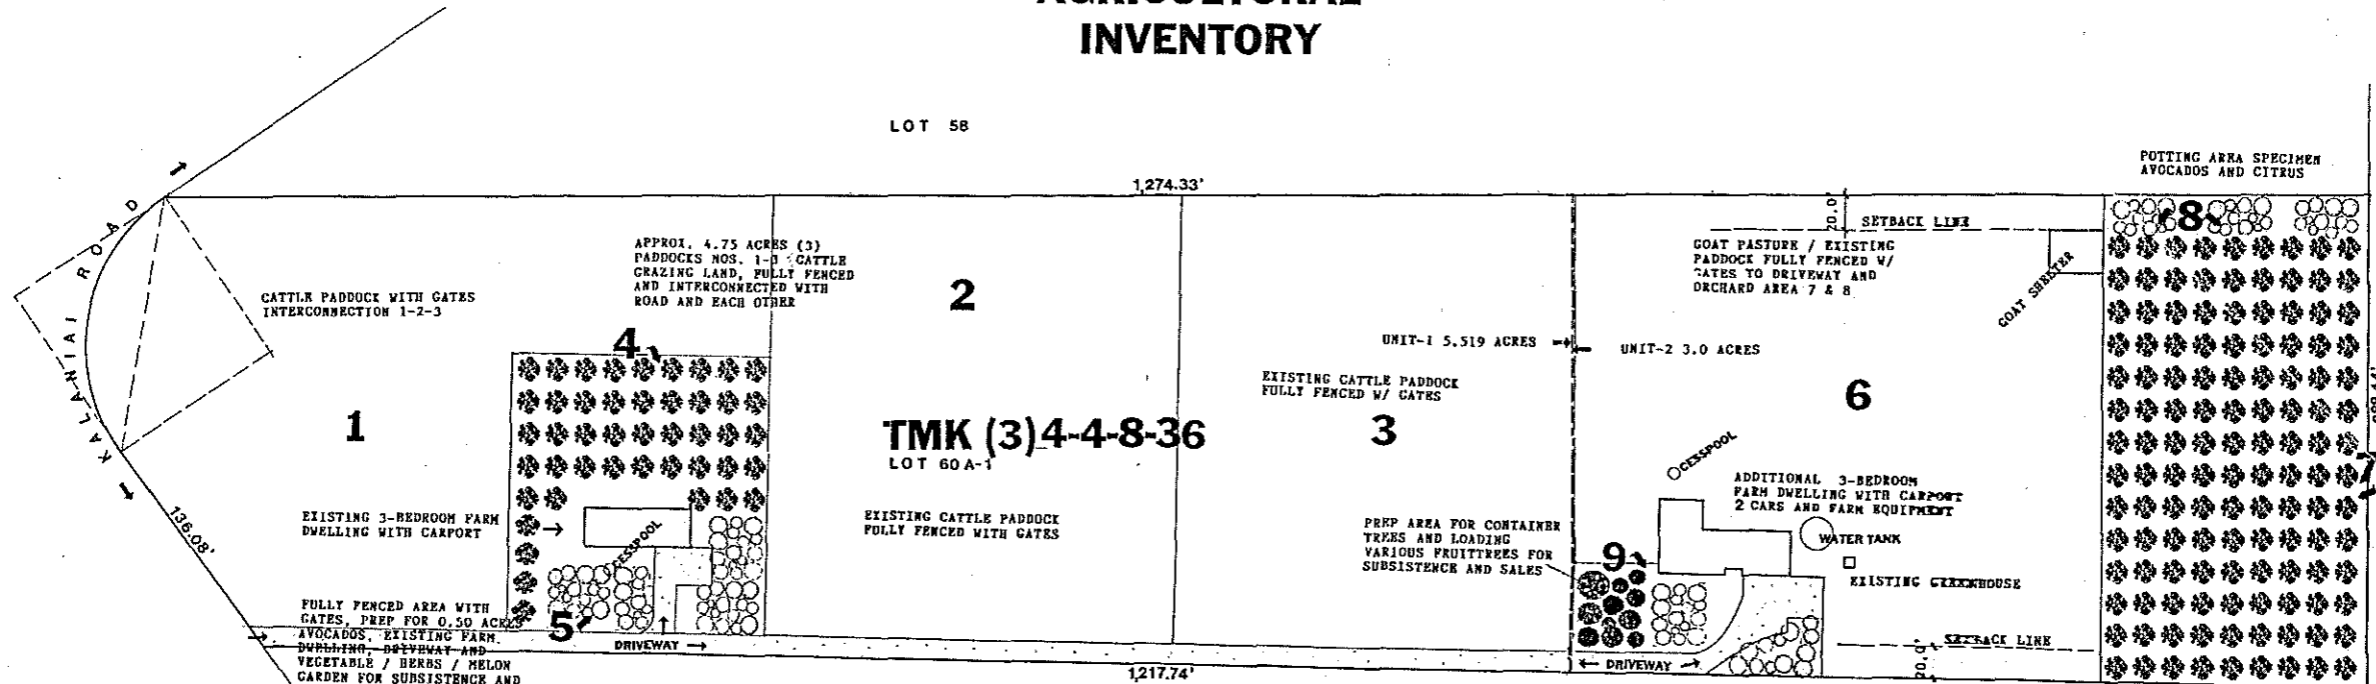 INVENTORY
LOT 58
1,274.33'
POTTING AREA SPECIMEN
AVOCADOS AND CITRUS
KALANIAI ROAD
CATTLE PADDOCK WITH GATES
INTERCONNECTION 1-2-3
1
136.08'
APPROX. 4.75 ACRES (3)
PADDOCKS NOS. 1-3 CATTLE
GRAZING LAND, FULLY FENCED
AND INTERCONNECTED WITH
ROAD AND EACH OTHER
4
2
TMK (3)4-4-8-36
LOT 60 A-1
EXISTING CATTLE PADDOCK
FULLY FENCED WITH GATES
EXISTING 3-BEDROOM FARM
DWELLING WITH CARPORT
CESSPOOL
5
FULLY FENCED AREA WITH
GATES, PREP FOR 0.50 ACRES
AVOCADOS, EXISTING FARM
DWELLING, DRIVEWAY AND
VEGETABLE / HERBS / MELON
GARDEN FOR SUBSISTENCE AND
DRIVEWAY
1,217.74'
UNIT-1 5.519 ACRES
UNIT-2 3.0 ACRES
EXISTING CATTLE PADDOCK
FULLY FENCED W/ GATES
3
PREP AREA FOR CONTAINER
TREES AND LOADING
VARIOUS FRUITTREES FOR
SUBSISTENCE AND SALES
9
20.0'
SETBACK LINE
GOAT PASTURE / EXISTING
PADDOCK FULLY FENCED W/
GATES TO DRIVEWAY AND
ORCHARD AREA 7 & 8
GOAT SHELTER
8
6
CESSPOOL
ADDITIONAL 3-BEDROOM
FARM DWELLING WITH CARPORT
2 CARS AND FARM EQUIPMENT
WATER TANK
EXISTING GREENHOUSE
SETBACK LINE
20.0'
DRIVEWAY
7